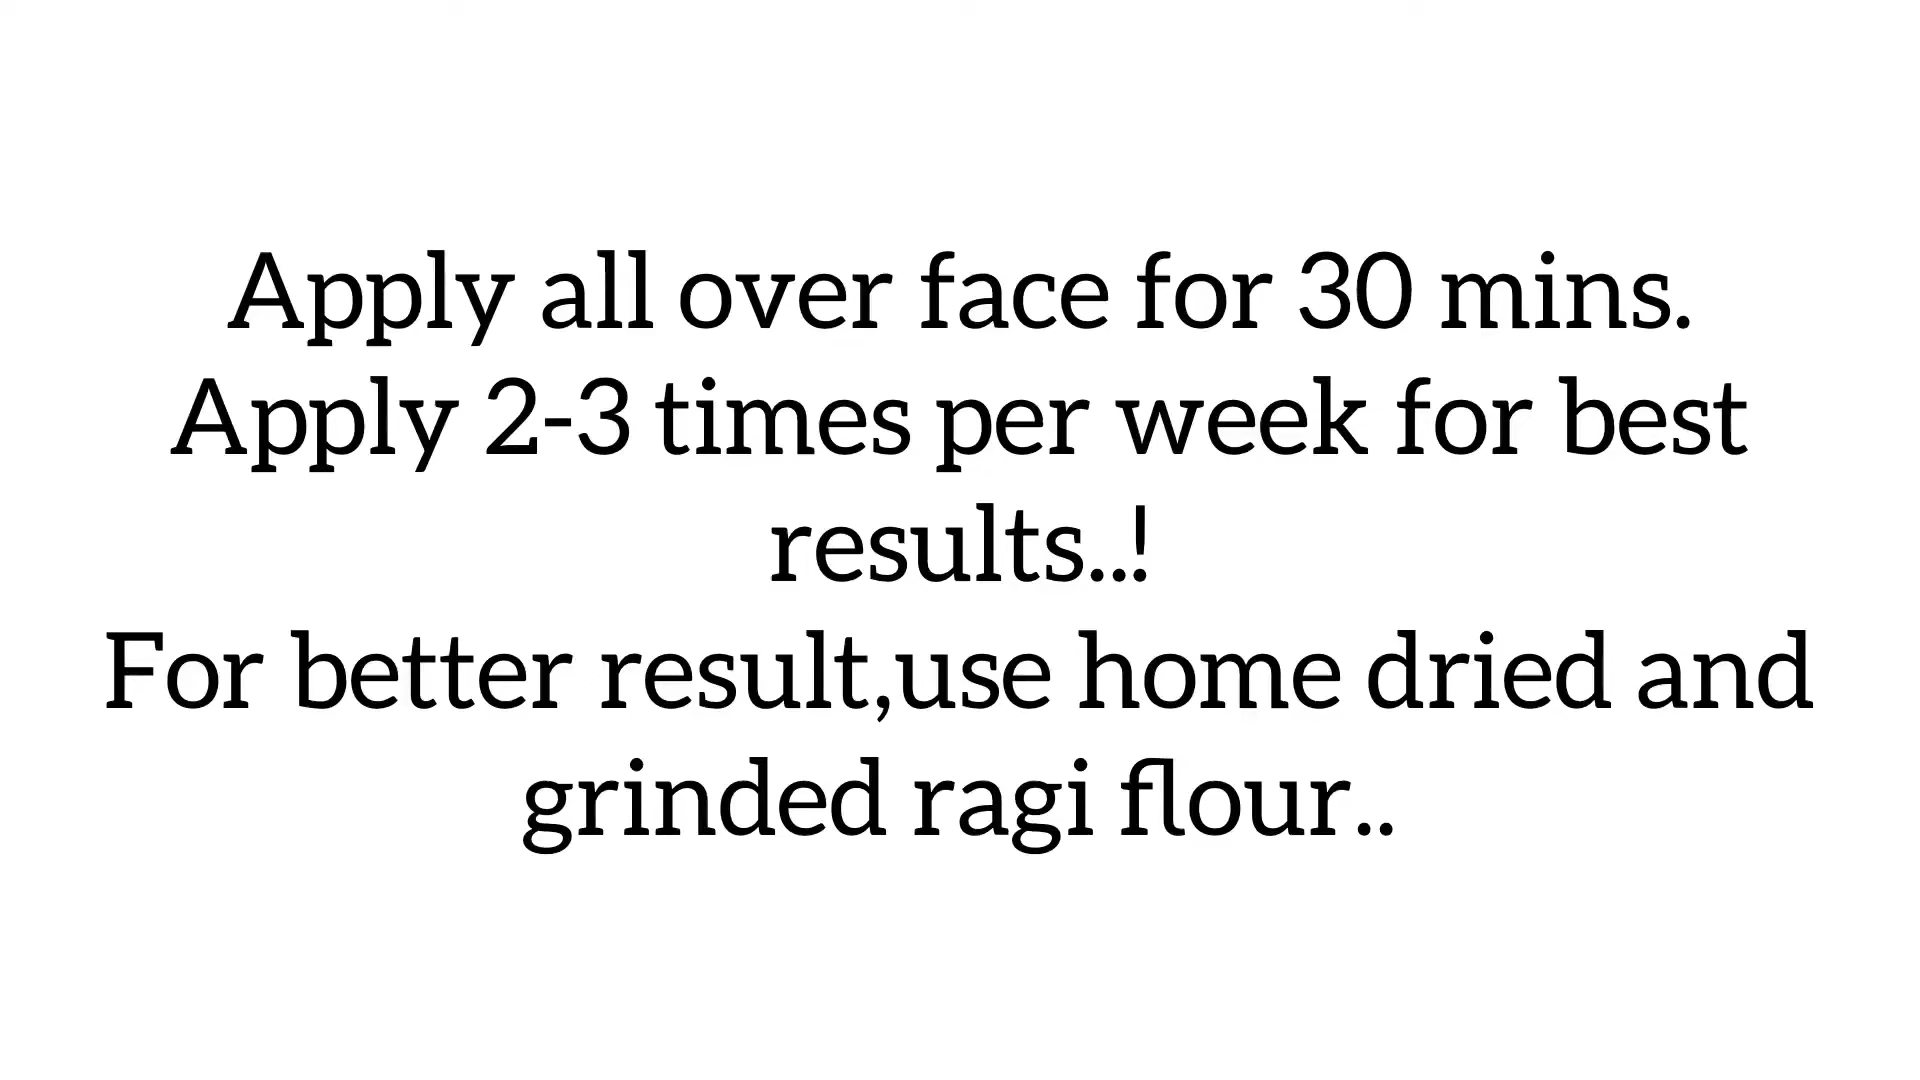 Apply all over face for 30 mins.
Apply 2-3 times per week for best
results..!
For better result,use home dried and
grinded ragi flour..